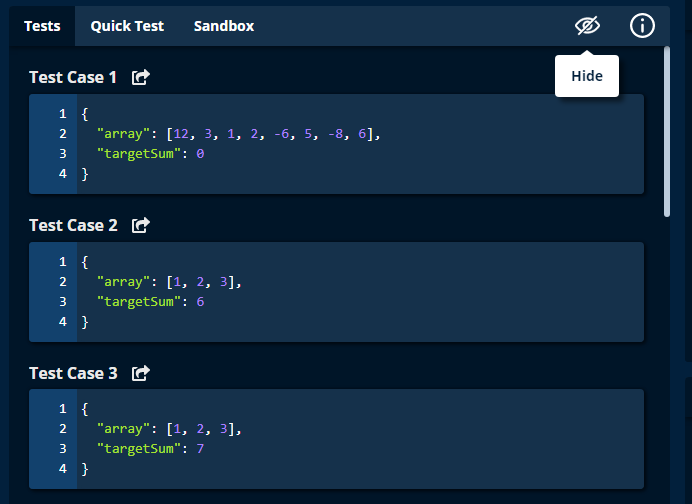 Tests Quick Test Sandbox
Hide
Test Case 1
1 {
2 "array": [12, 3, 1, 2, -6, 5, -8, 6],
3 "targetSum": 0
4 }
Test Case 2
1 {
2 "array": [1, 2, 3],
3 "targetSum": 6
4 }
Test Case 3
1 {
2 "array": [1, 2, 3],
3 "targetSum": 7
4 }